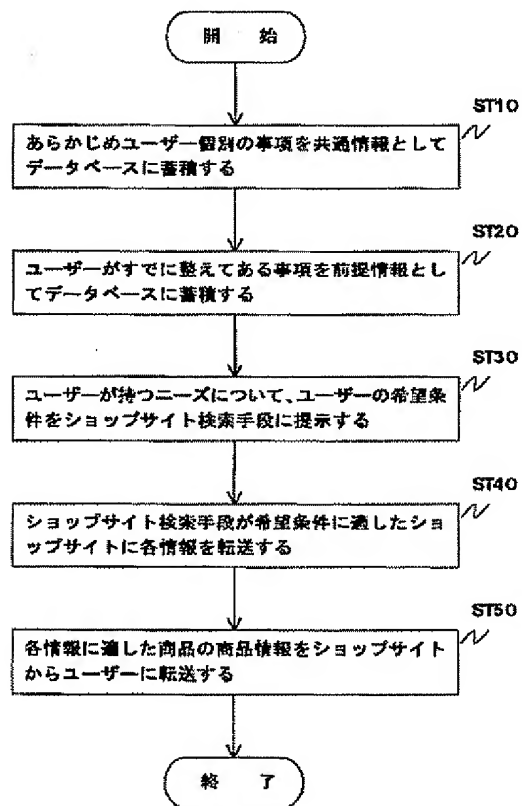 開 始
ST10
あらかじめユーザー個別の事項を共通情報として
データベースに蓄積する
ST20
ユーザーがすでに整えてある事項を前提情報とし
てデータベースに蓄積する
ST30
ユーザーが持つニーズについて、ユーザーの希望条
件をショップサイト検索手段に提示する
ST40
ショップサイト検索手段が希望条件に適したショ
ップサイトに各情報を転送する
ST50
各情報に適した商品の商品情報をショップサイト
からユーザーに転送する
終 了